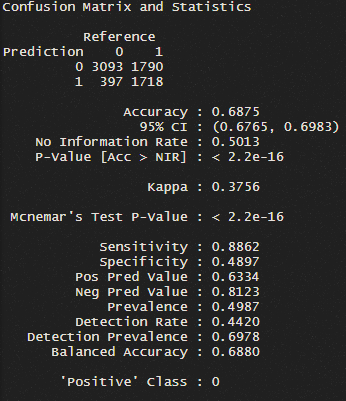 Confusion Matrix and Statistics
Reference
Prediction 0 1
0 3093 1790
1 397 1718
Accuracy : 0.6875
95% CI : (0.6765, 0.6983)
No Information Rate : 0.5013
P-Value [Acc > NIR] : < 2.2e-16
Kappa : 0.3756
Mcnemar's Test P-Value : < 2.2e-16
Sensitivity : 0.8862
Specificity : 0.4897
Pos Pred Value : 0.6334
Neg Pred Value : 0.8123
Prevalence : 0.4987
Detection Rate : 0.4420
Detection Prevalence : 0.6978
Balanced Accuracy : 0.6880
'Positive' Class : 0